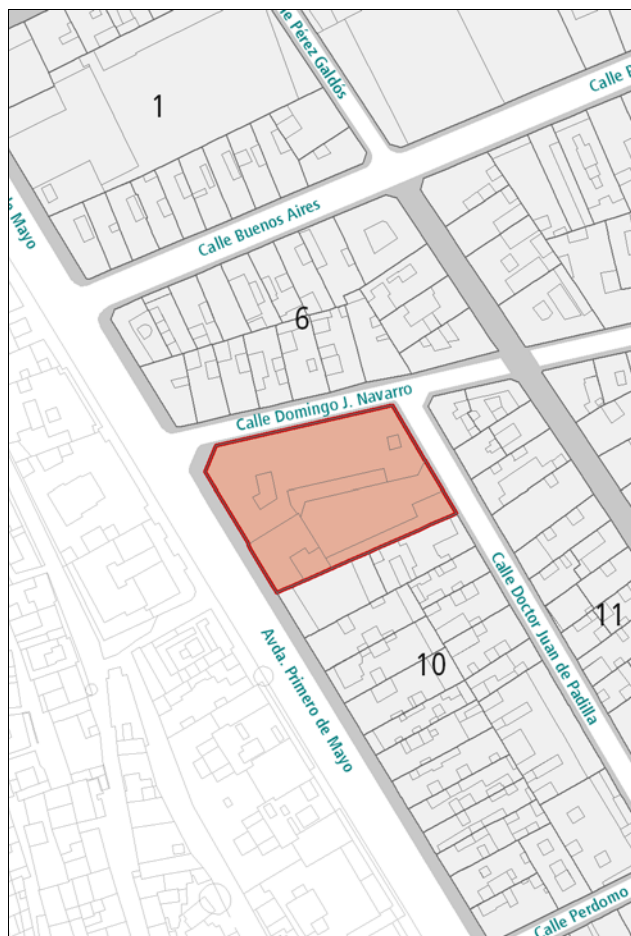 Pérez Galdós
1
Calle
de Mayo
Calle Buenos Aires
6
Calle Domingo J. Navarro
Calle Doctor Juan de Padilla
11
10
Avda. Primero de Mayo
Calle Perdomo